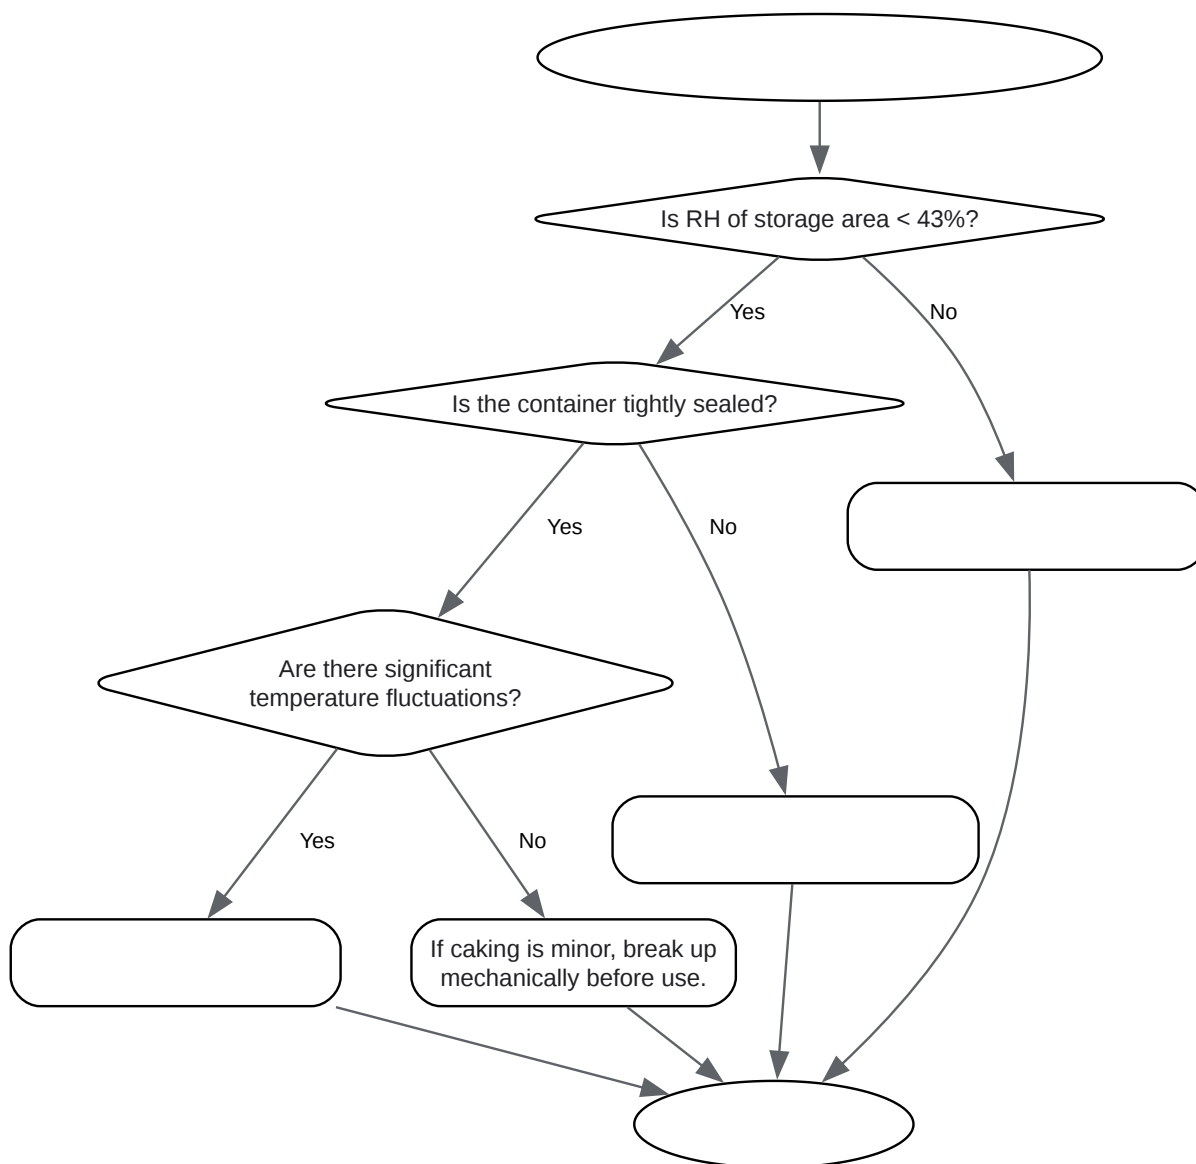 Is RH of storage area < 43%?
Yes
No
Is the container tightly sealed?
Yes
No
Are there significant
temperature fluctuations?
Yes
No
If caking is minor, break up
mechanically before use.